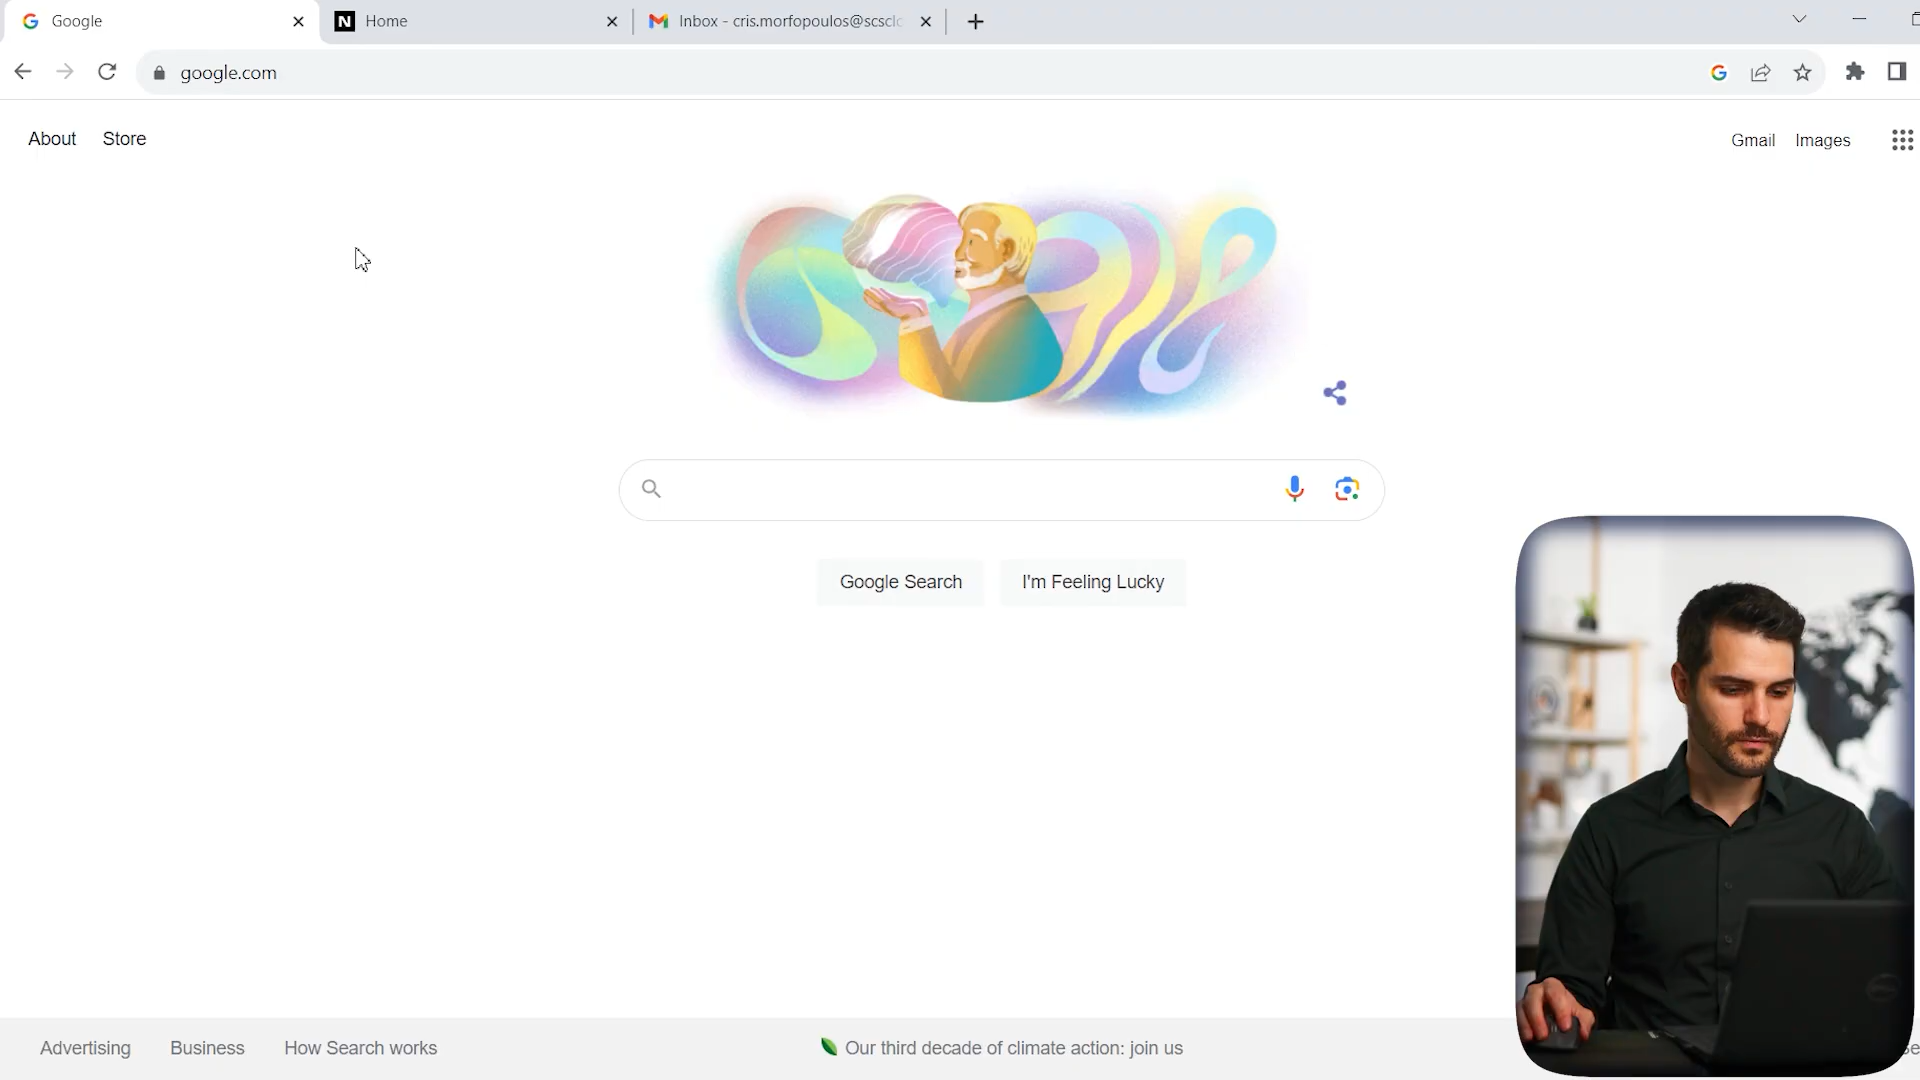 Google
N Home
Inbox - cris.morfopoulos@scscl
google.com
About Store
Gmail Images
Google Search I'm Feeling Lucky
Advertising Business How Search works
Our third decade of climate action: join us